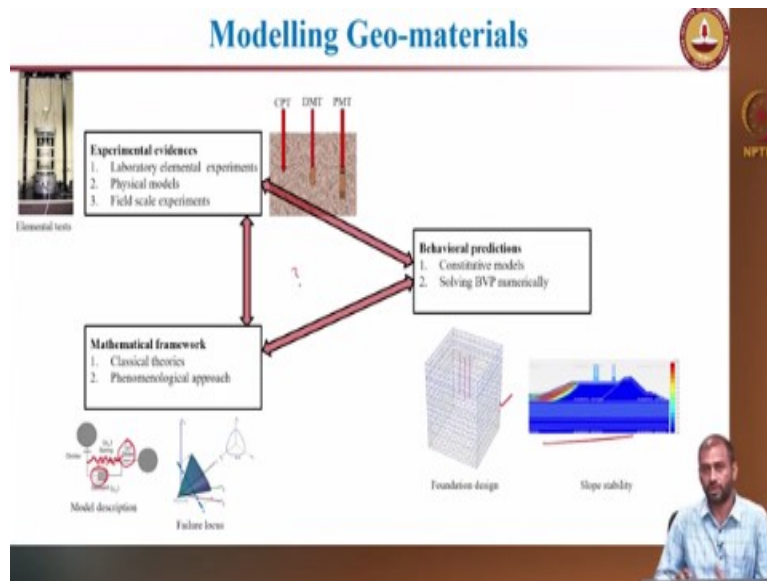 Modelling Geo-materials
NPTEL
CPT DMT PMT
Experimental evidences
1. Laboratory elemental experiments
2. Physical models
3. Field scale experiments
Elemental tests
Behavioral predictions
1. Constitutive models
2. Solving BVP numerically
?
Mathematical framework
1. Classical theories
2. Phenomenological approach
Model description
Failure locus
Foundation design
Slope stability